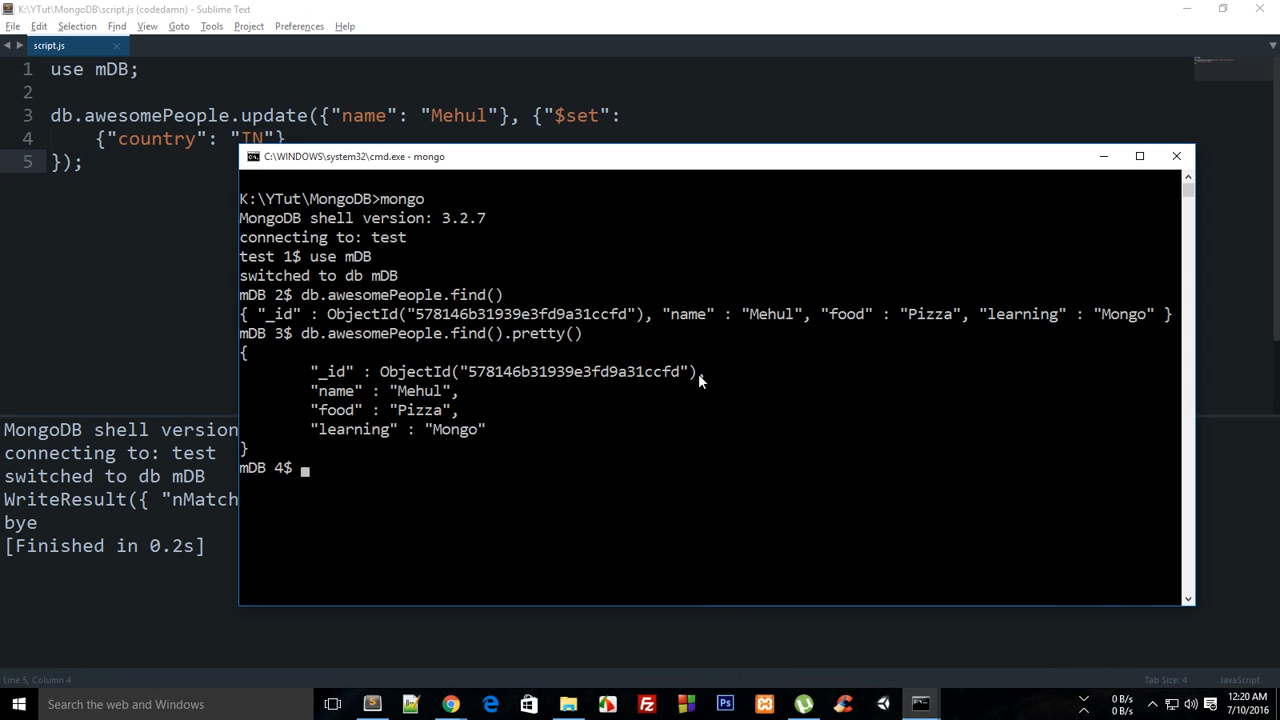 K:\YTut\MongoDB\script.js (codedamn) - Sublime Text
File Edit Selection Find View Goto Tools Project Preferences Help
script.js
1 use mDB;
2
3 db.awesomePeople.update({"name": "Mehul"}, {"$set":
4 {"country": "IN"}
5 });
C:\WINDOWS\system32\cmd.exe - mongo
K:\YTut\MongoDB>mongo
MongoDB shell version: 3.2.7
connecting to: test
test 1$ use mDB
switched to db mDB
mDB 2$ db.awesomePeople.find()
{ "_id" : ObjectId("578146b31939e3fd9a31ccfd"), "name" : "Mehul", "food" : "Pizza", "learning" : "Mongo" }
mDB 3$ db.awesomePeople.find().pretty()
{
"_id" : ObjectId("578146b31939e3fd9a31ccfd"),
"name" : "Mehul",
"food" : "Pizza",
"learning" : "Mongo"
}
mDB 4$
MongoDB shell version
connecting to: test
switched to db mDB
WriteResult({ "nMatch
bye
[Finished in 0.2s]
Line 5, Column 4
Tab Size: 4 JavaScript
Search the web and Windows
Ps
0 B/s
0 B/s
12:20 AM
7/10/2016